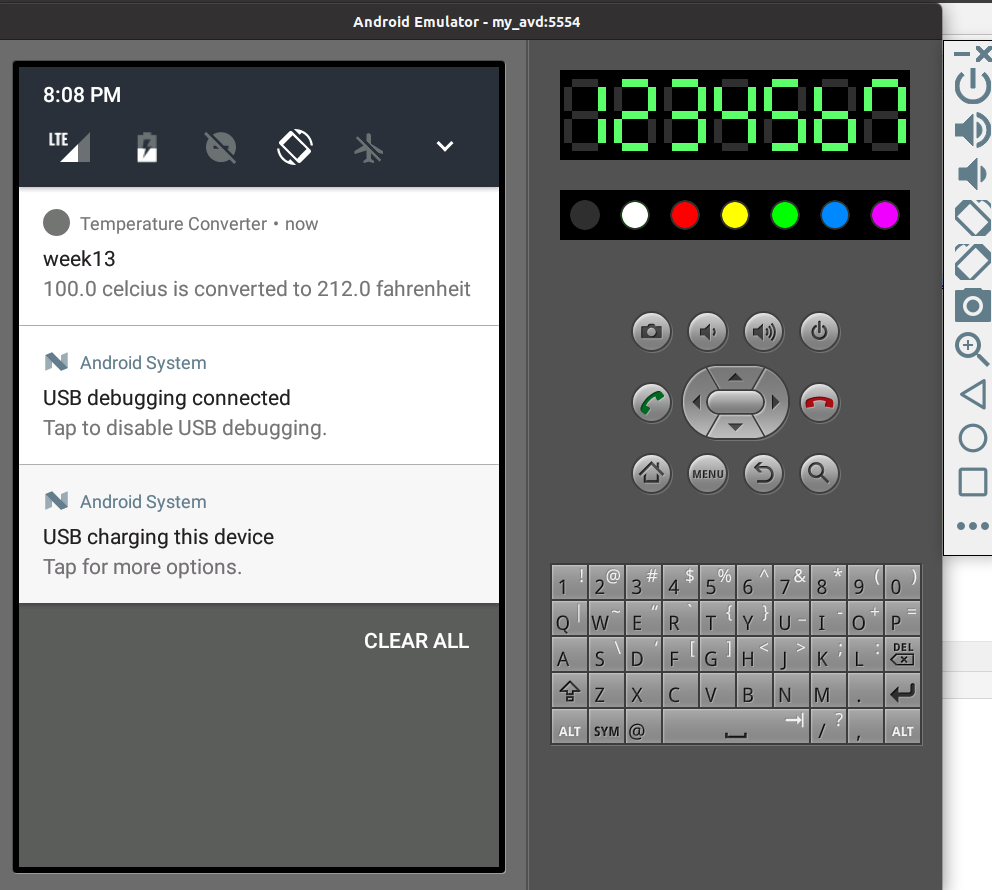 Android Emulator - my_avd:5554
8:08 PM
LTE
Temperature Converter • now
week13
100.0 celcius is converted to 212.0 fahrenheit
Android System
USB debugging connected
Tap to disable USB debugging.
Android System
USB charging this device
Tap for more options.
CLEAR ALL
1234567
MENU
1 ! 2 @ 3 # 4 $ 5 % 6 ^ 7 & 8 * 9 ( 0 )
Q | W ~ E “ R ` T { Y } U _ I - O + P =
A S \ D ‘ F [ G ] H < J > K ; L : DEL
Z X C V B N M .
ALT SYM @ / ? , ALT